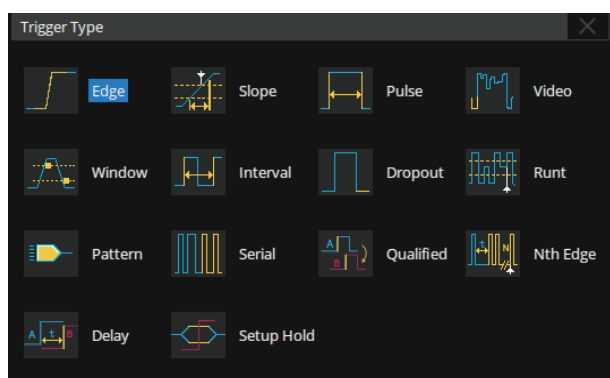 Trigger Type
Edge
Slope
Pulse
Video
Window
Interval
Dropout
Runt
Pattern
Serial
A
B
Qualified
t
N
Nth Edge
A
t
B
Delay
Setup Hold